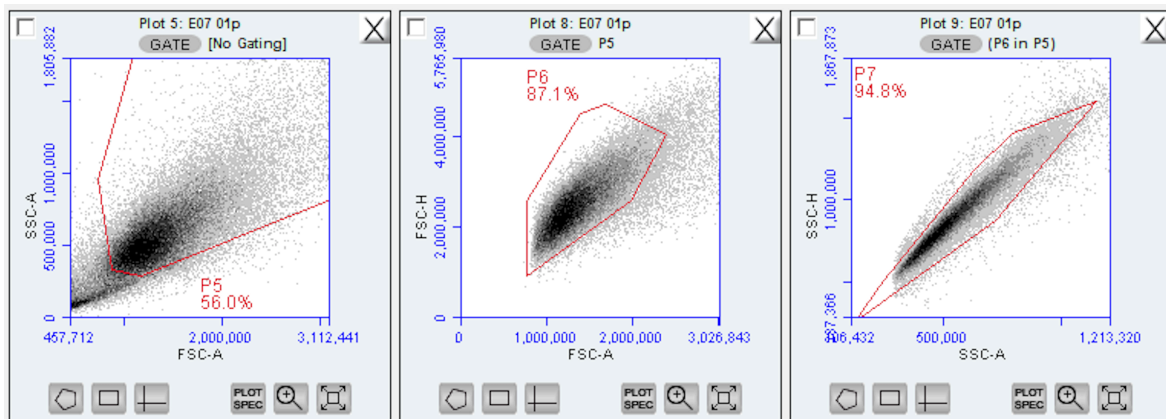 Plot 5: E07 01p
GATE [No Gating]
1,805,882
1,000,000
500,000
0
SSC-A
P5
56.0%
457,712
2,000,000
3,112,441
FSC-A
PLOT SPEC
Plot 8: E07 01p
GATE P5
5,765,980
4,000,000
2,000,000
0
FSC-H
P6
87.1%
0
1,000,000
2,000,000
3,026,843
FSC-A
PLOT SPEC
Plot 9: E07 01p
GATE (P6 in P5)
1,867,873
1,000,000
SSC-H
P7
94.8%
500,000
1,213,320
SSC-A
PLOT SPEC